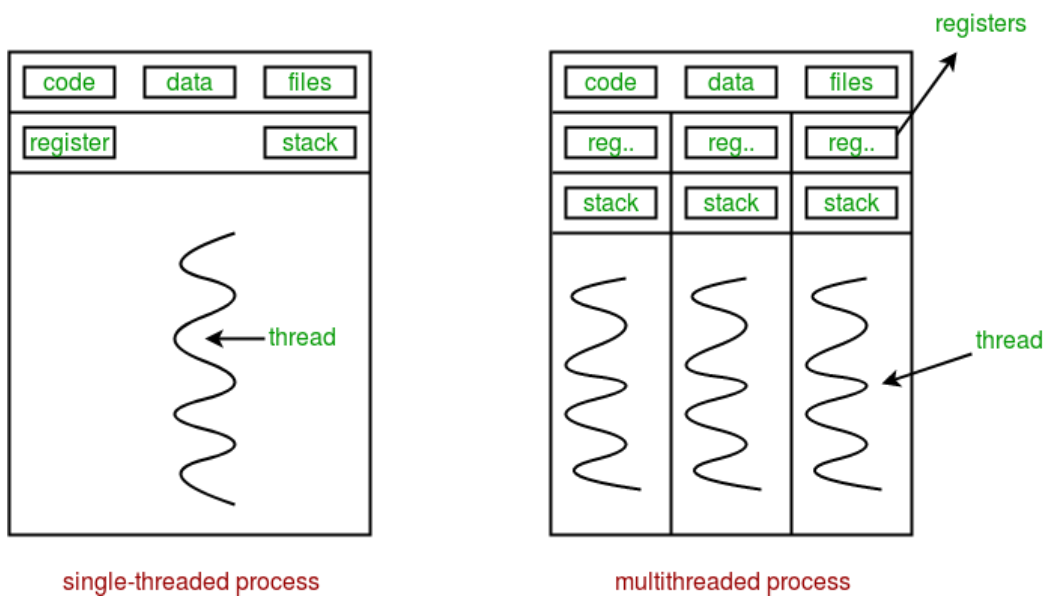 registers
code data files
register stack
thread
single-threaded process
code data files
reg.. reg.. reg..
stack stack stack
thread
multithreaded process